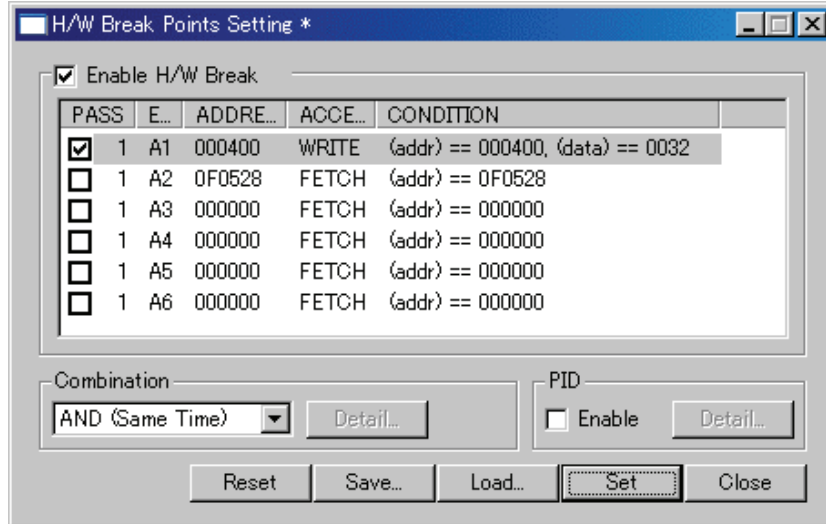 H/W Break Points Setting *
Enable H/W Break
PASS E... ADDRE... ACCE... CONDITION
1 A1 000400 WRITE (addr) == 000400, (data) == 0032
1 A2 0F0528 FETCH (addr) == 0F0528
1 A3 000000 FETCH (addr) == 000000
1 A4 000000 FETCH (addr) == 000000
1 A5 000000 FETCH (addr) == 000000
1 A6 000000 FETCH (addr) == 000000
Combination PID
AND (Same Time) Detail... Enable Detail...
Reset Save... Load... Set Close